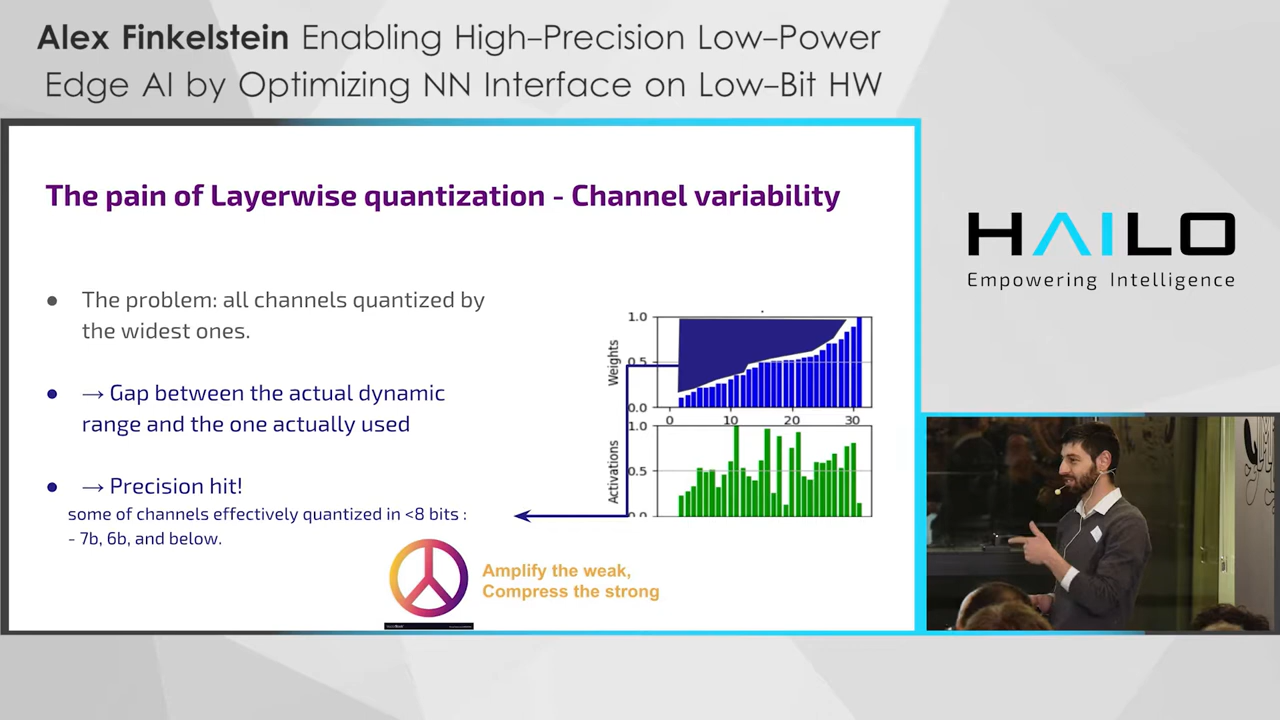 Alex Finkelstein Enabling High-Precision Low-Power
Edge AI by Optimizing NN Interface on Low-Bit HW
The pain of Layerwise quantization - Channel variability
● The problem: all channels quantized by
the widest ones.
● → Gap between the actual dynamic
range and the one actually used
● → Precision hit!
some of channels effectively quantized in <8 bits :
- 7b, 6b, and below.
Weights
1.0
0.5
0.0
0 10 20 30
Activations
1.0
0.5
0.0
Amplify the weak,
Compress the strong
HAILO
Empowering Intelligence